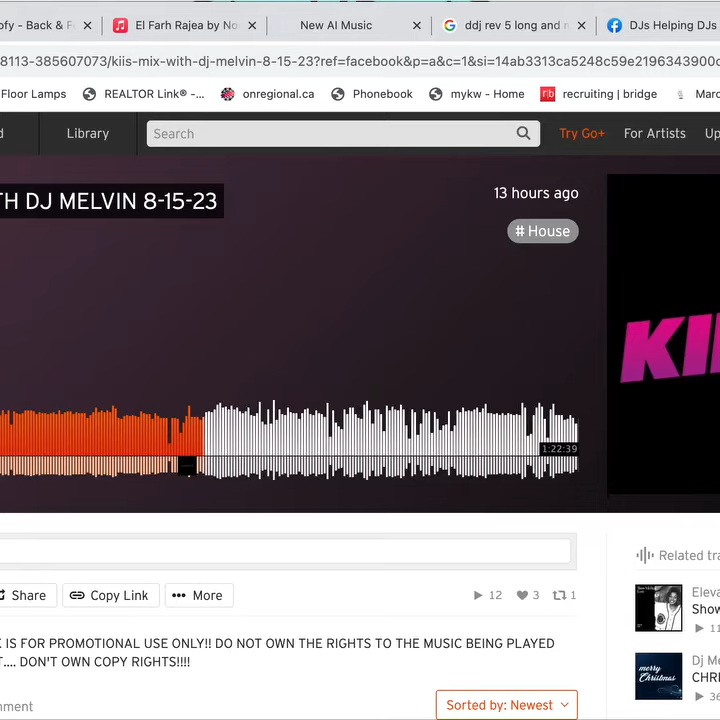 ofy - Back & F
El Farh Rajea by No
New AI Music
ddj rev 5 long and n
DJs Helping DJs
8113-385607073/kiis-mix-with-dj-melvin-8-15-23?ref=facebook&p=a&c=1&si=14ab3313ca5248c59e2196343900c
Floor Lamps
REALTOR Link® -...
onregional.ca
Phonebook
mykw - Home
rb
recruiting | bridge
Marc
d
Library
Search
Try Go+
For Artists
Up
TH DJ MELVIN 8-15-23
13 hours ago
# House
KII
1:22:39
Share
Copy Link
More
12
3
1
Related tra
K IS FOR PROMOTIONAL USE ONLY!! DO NOT OWN THE RIGHTS TO THE MUSIC BEING PLAYED
T.... DON'T OWN COPY RIGHTS!!!!
Eleva
Show
11
Dj Me
CHRI
36
merry
Christmas
mment
Sorted by: Newest